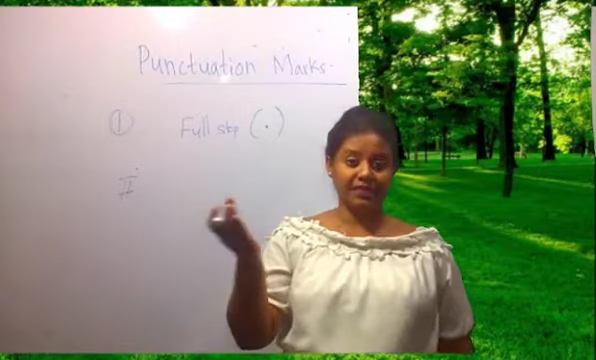 Punctuation Marks.
① Full stop (.)